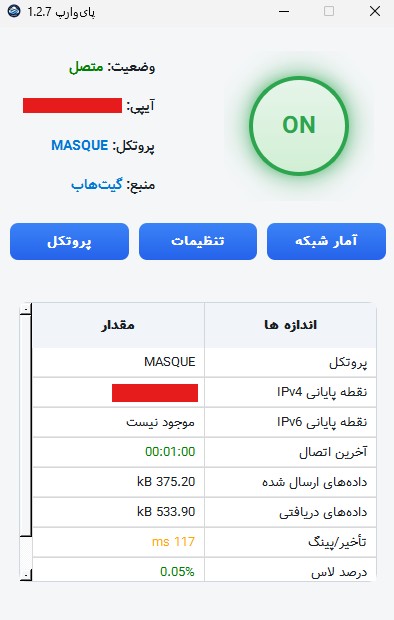 پای‌وارپ 1.2.7
وضعیت: متصل
آیپی:
پروتکل: MASQUE
منبع: گیت‌هاب
ON
آمار شبکه
تنظیمات
پروتکل
اندازه ها مقدار
پروتکل MASQUE
نقطه پایانی IPv4
نقطه پایانی IPv6 موجود نیست
آخرین اتصال 00:01:00
داده‌های ارسال شده 375.20 kB
داده‌های دریافتی 533.90 kB
تأخیر/پینگ 117 ms
درصد لاس 0.05%